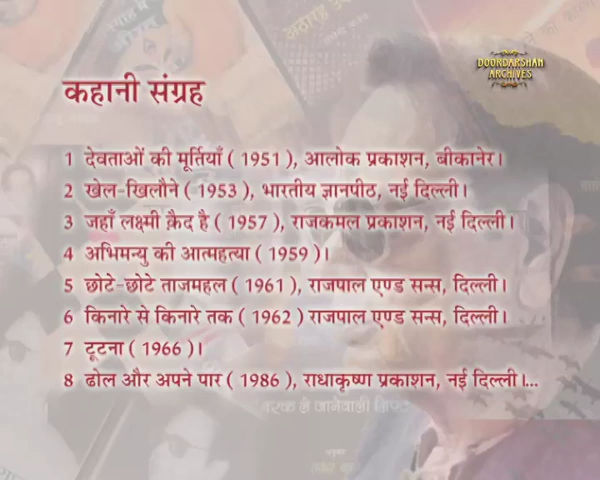 DOORDARSHAN
ARCHIVES
कहानी संग्रह
1 देवताओं की मूर्तियाँ ( 1951 ), आलोक प्रकाशन, बीकानेर।
2 खेल-खिलौने ( 1953 ), भारतीय ज्ञानपीठ, नई दिल्ली।
3 जहाँ लक्ष्मी क़ैद है ( 1957 ), राजकमल प्रकाशन, नई दिल्ली।
4 अभिमन्यु की आत्महत्या ( 1959 )।
5 छोटे-छोटे ताजमहल ( 1961 ), राजपाल एण्ड सन्स, दिल्ली।
6 किनारे से किनारे तक ( 1962 ) राजपाल एण्ड सन्स, दिल्ली।
7 टूटना ( 1966 )।
8 ढोल और अपने पार ( 1986 ), राधाकृष्ण प्रकाशन, नई दिल्ली।...